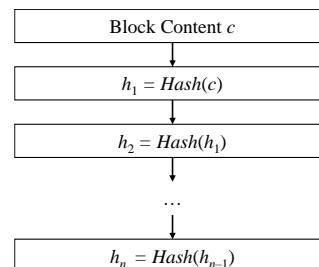 Block Content c
h₁ = Hash(c)
h₂ = Hash(h₁)
…
hₙ = Hash(hₙ₋₁)